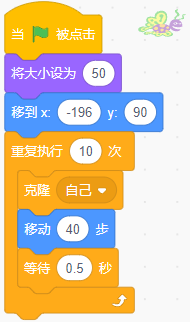 当 被点击
将大小设为 50
移到 x: -196 y: 90
重复执行 10 次
克隆 自己
移动 40 步
等待 0.5 秒